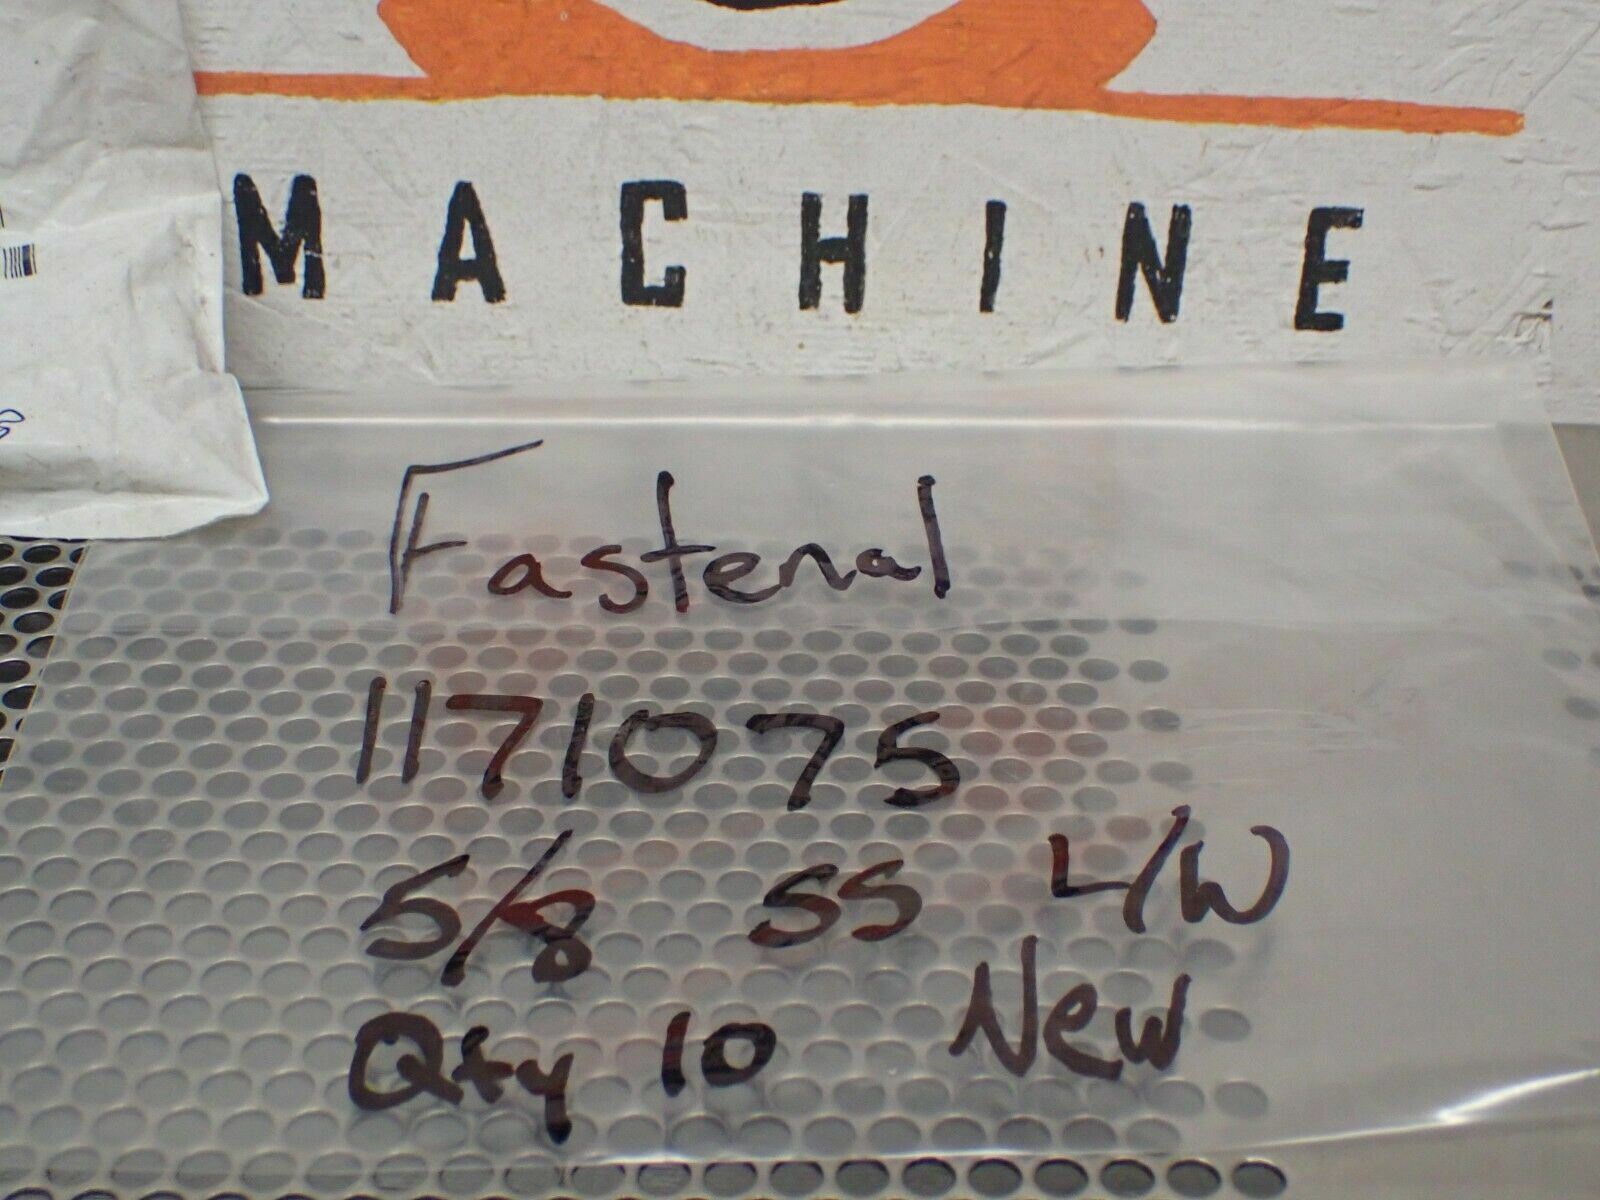 MACHINE
Fastenal
1171075
5/8 SS L/W
Qty 10 New